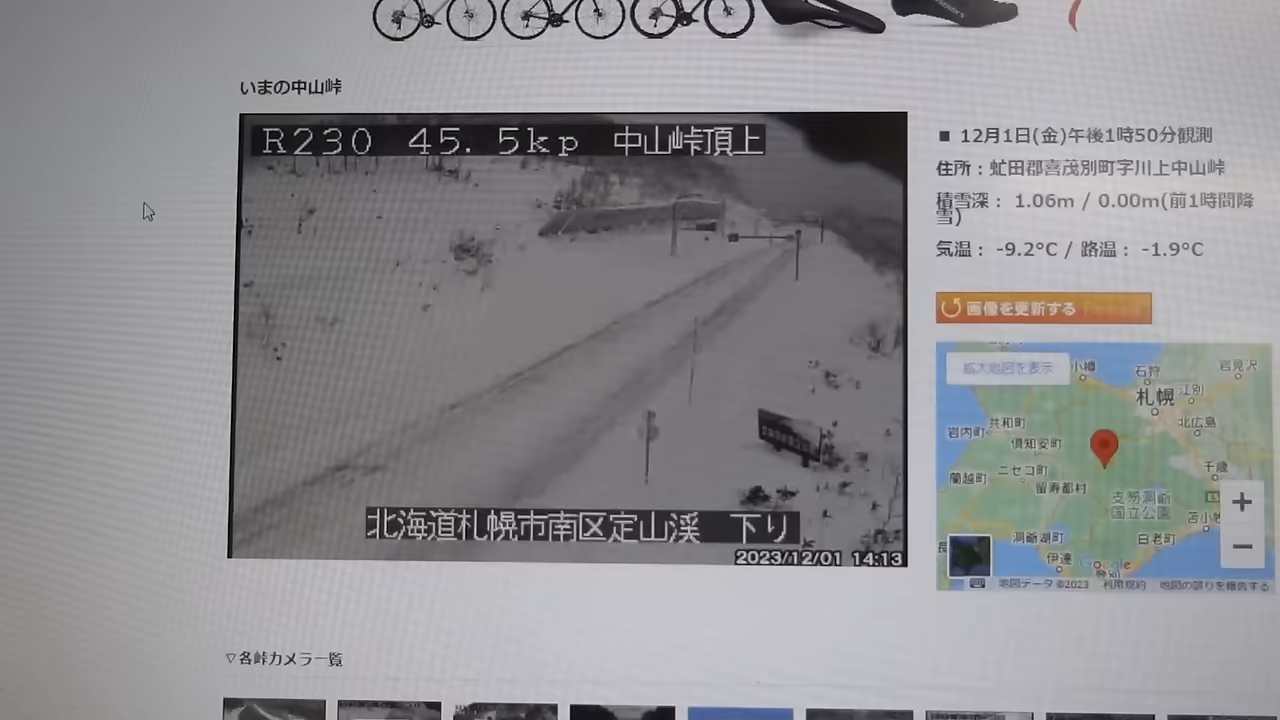 いまの中山峠
R230 45.5kp 中山峠頂上
北海道札幌市南区定山渓 下り
2023/12/01 14:13
■ 12月1日(金)午後1時50分観測
住所：虻田郡喜茂別町字川上中山峠
積雪深： 1.06m / 0.00m(前1時間降
雪)
気温： -9.2°C / 路温： -1.9°C
画像を更新する
拡大地図を表示
小樽
石狩
岩見沢
札幌
江別
北広島
共和町
岩内町
倶知安町
ニセコ町
千歳
蘭越町
留寿都村
支笏洞爺
国立公園
洞爺湖町
白老町
伊達
登別
Google
地図データ ©2023 利用規約 地図の誤りを報告する
▽各峠カメラ一覧